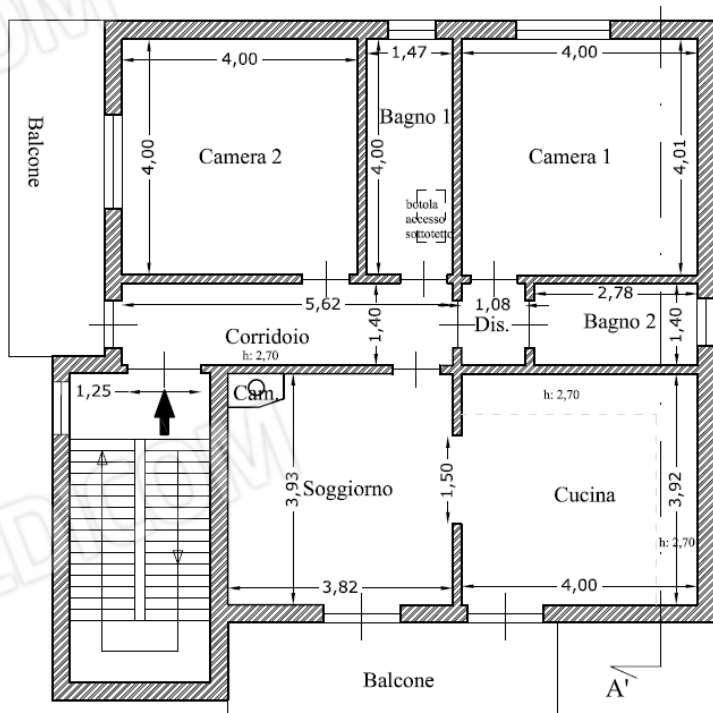 COM
4,00
1,47
4,00
Balcone
Bagno 1
4,00
Camera 2
4,00
Camera 1
4,01
botola
accesso
sottotetto
5,62
1,08
2,78
Corridoio
1,40
Dis.
Bagno 2
1,40
h: 2,70
1,25
Cam.
h: 2,70
3,93
Soggiorno
1,50
Cucina
3,92
h: 2,70
3,82
4,00
EDICOM
Balcone
A'